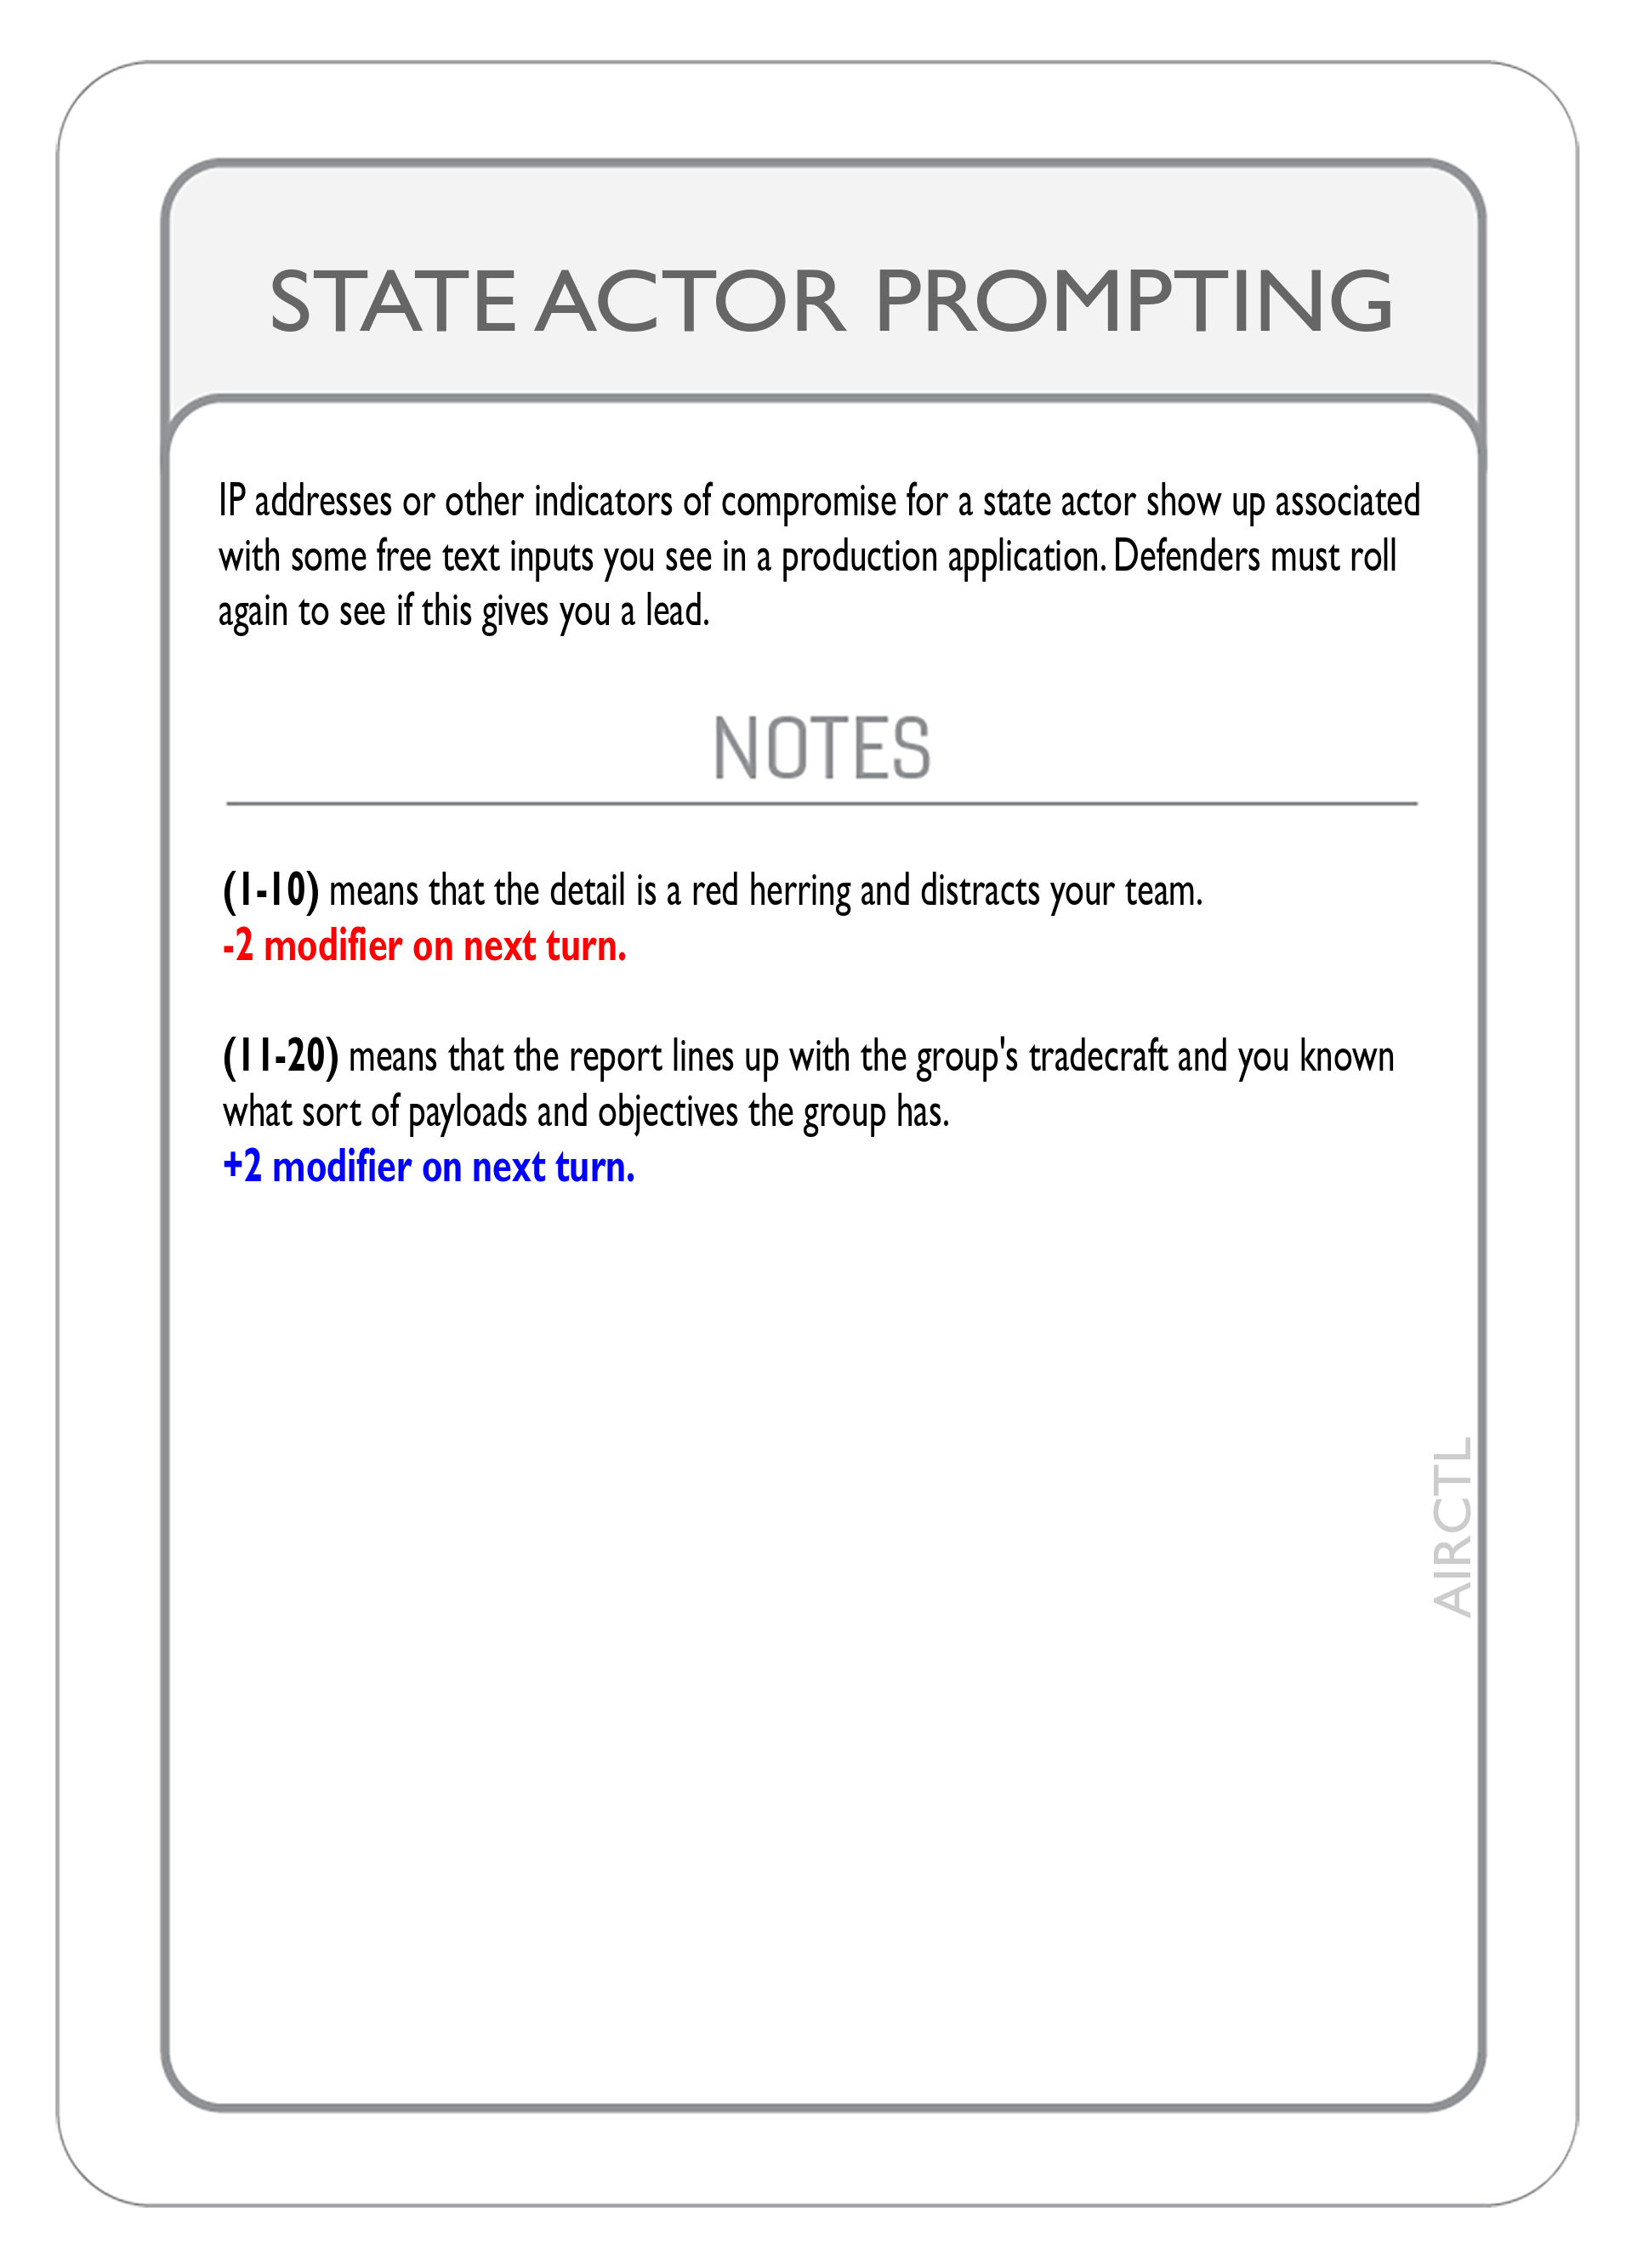 STATE ACTOR PROMPTING
IP addresses or other indicators of compromise for a state actor show up associated
with some free text inputs you see in a production application. Defenders must roll
again to see if this gives you a lead.
NOTES
(1-10) means that the detail is a red herring and distracts your team.
-2 modifier on next turn.
(11-20) means that the report lines up with the group's tradecraft and you known
what sort of payloads and objectives the group has.
+2 modifier on next turn.
AIRCTL